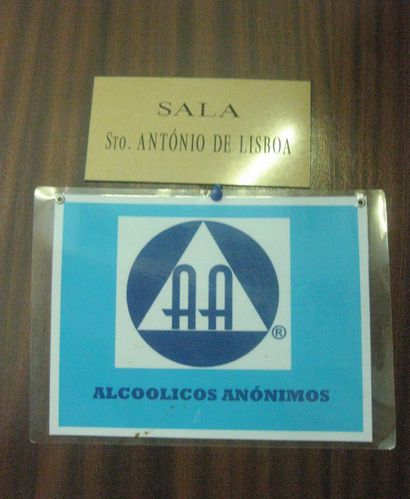 SALA
STO. ANTÓNIO DE LISBOA
AA
®
ALCOOLICOS ANÓNIMOS